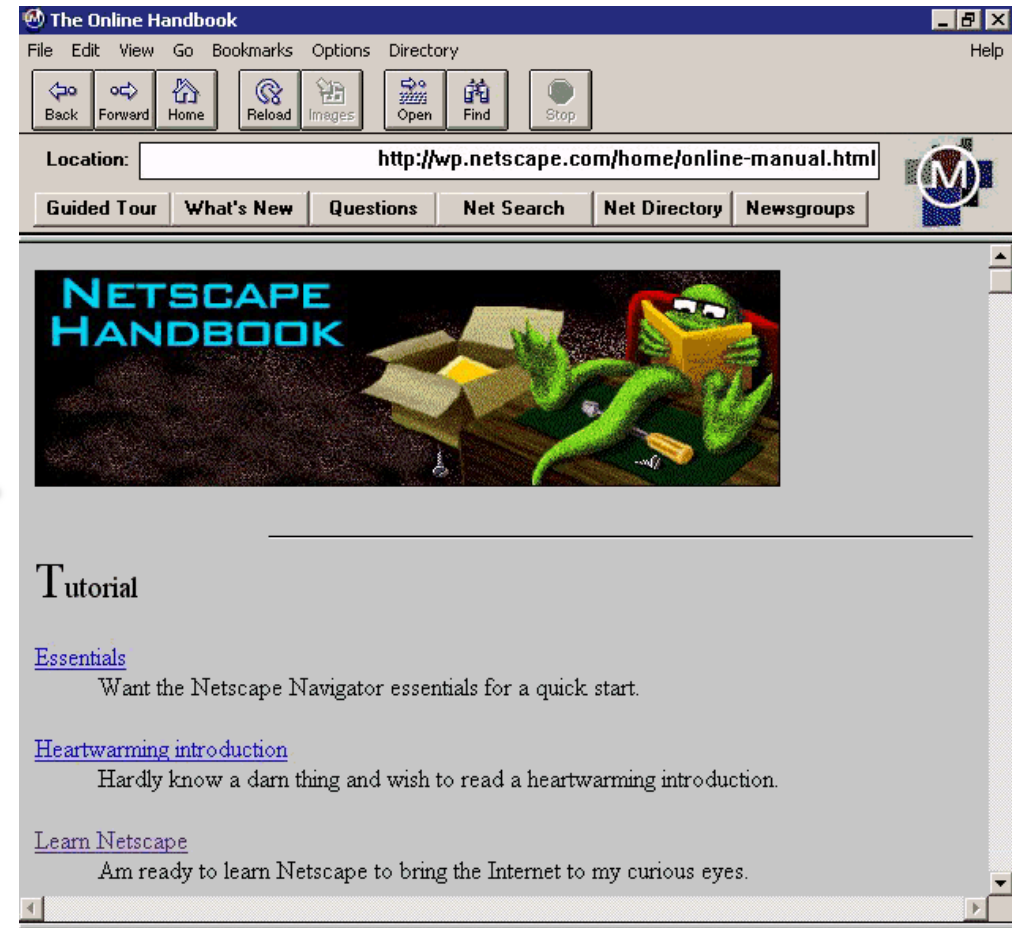 The Online Handbook
File Edit View Go Bookmarks Options Directory Help
Back Forward Home Reload Images Open Find Stop
Location: http://wp.netscape.com/home/online-manual.html
M
Guided Tour What's New Questions Net Search Net Directory Newsgroups
NETSCAPE
HANDBOOK
Tutorial
Essentials
Want the Netscape Navigator essentials for a quick start.
Heartwarming introduction
Hardly know a darn thing and wish to read a heartwarming introduction.
Learn Netscape
Am ready to learn Netscape to bring the Internet to my curious eyes.